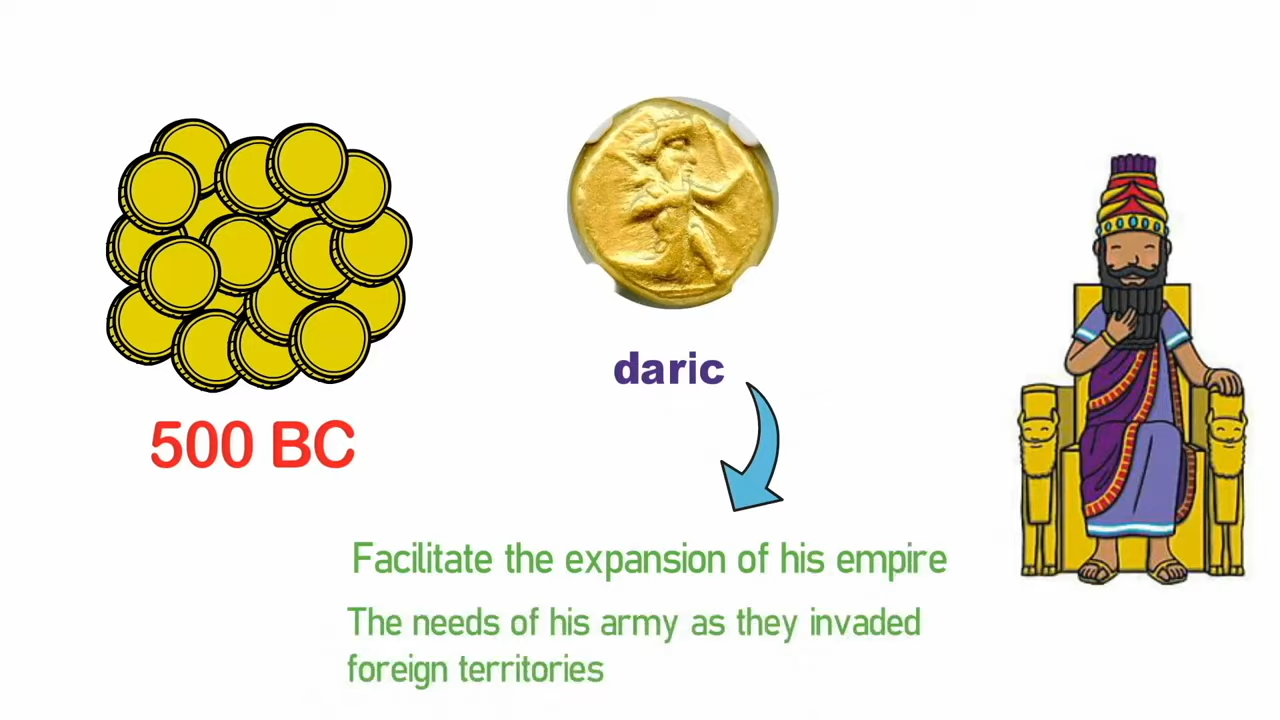 daric
500 BC
Facilitate the expansion of his empire
The needs of his army as they invaded
foreign territories